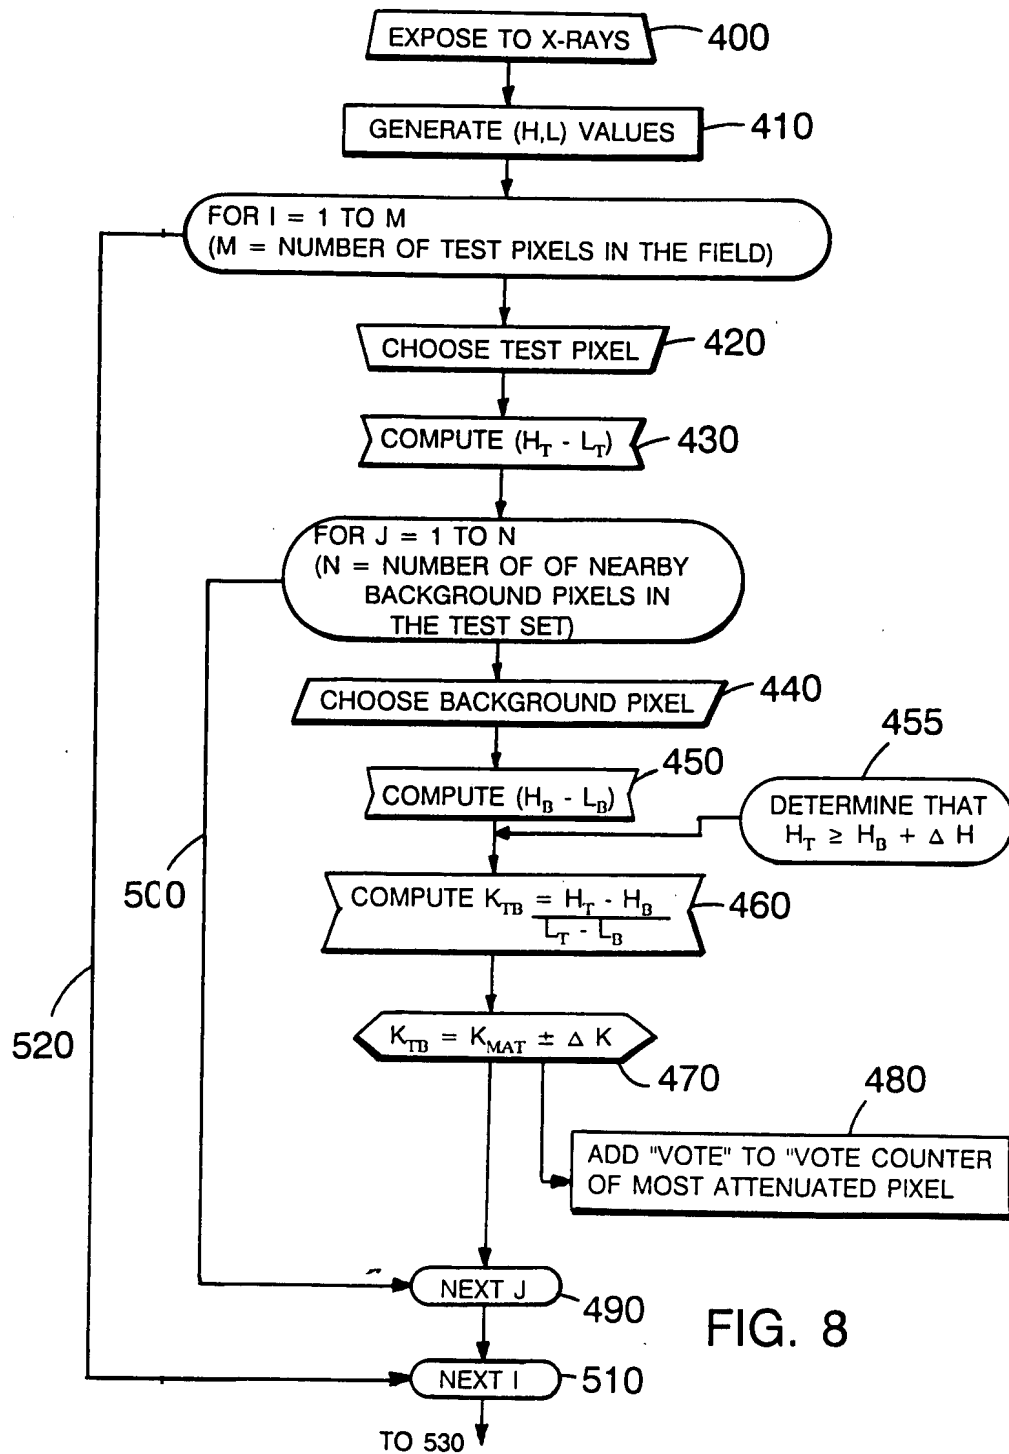 EXPOSE TO X-RAYS
400
GENERATE (H,L) VALUES
410
FOR I = 1 TO M
(M = NUMBER OF TEST PIXELS IN THE FIELD)
CHOOSE TEST PIXEL
420
COMPUTE (H_T - L_T)
430
FOR J = 1 TO N
(N = NUMBER OF OF NEARBY
BACKGROUND PIXELS IN
THE TEST SET)
CHOOSE BACKGROUND PIXEL
440
COMPUTE (H_B - L_B)
450
455
DETERMINE THAT
H_T ≥ H_B + Δ H
COMPUTE K_TB = H_T - H_B
L_T - L_B
460
500
520
K_TB = K_MAT ± Δ K
470
480
ADD "VOTE" TO "VOTE COUNTER
OF MOST ATTENUATED PIXEL
NEXT J
490
NEXT I
510
TO 530
FIG. 8